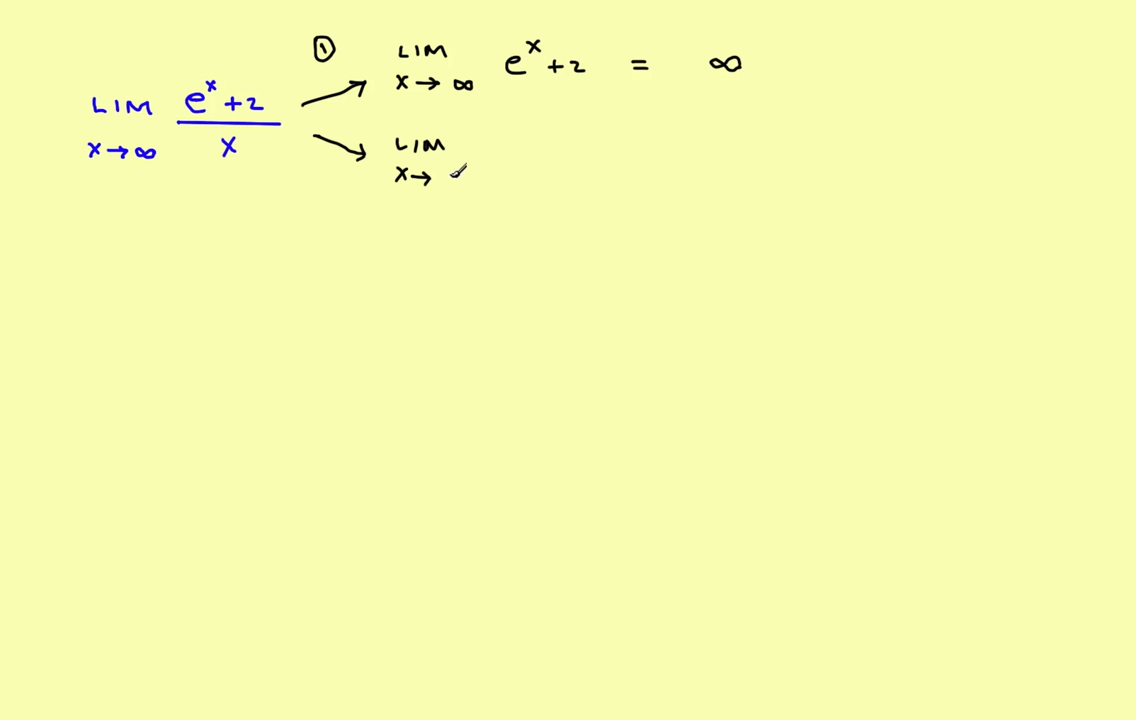 ① LIM x→∞ e^x +2 = ∞
LIM x→∞ (e^x +2)/x
LIM x→